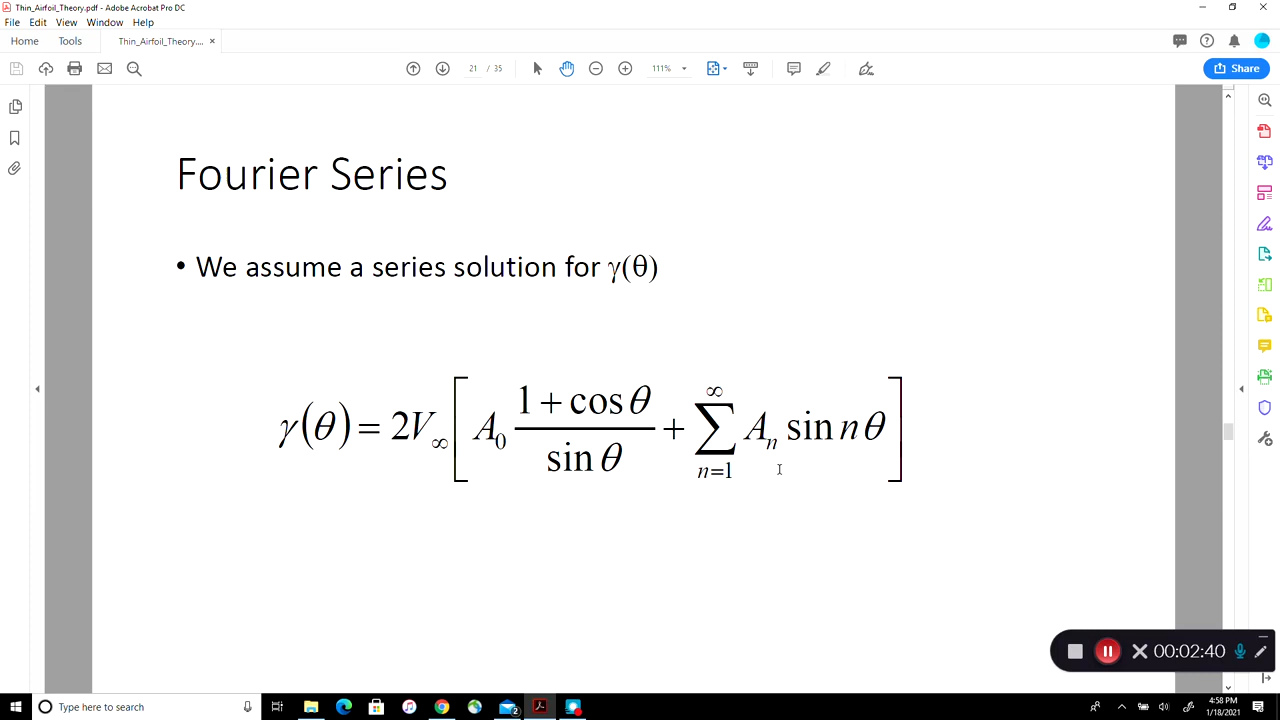 Thin_Airfoil_Theory.pdf - Adobe Acrobat Pro DC
File Edit View Window Help
Home Tools Thin_Airfoil_Theory.... ×
21 / 35 111% Share
Fourier Series
• We assume a series solution for γ(θ)
γ(θ) = 2V∞ [ A0 (1 + cos θ) / (sin θ) + ∑ n=1 ∞ An sin nθ ]
00:02:40
Type here to search
2
4:58 PM
1/18/2021